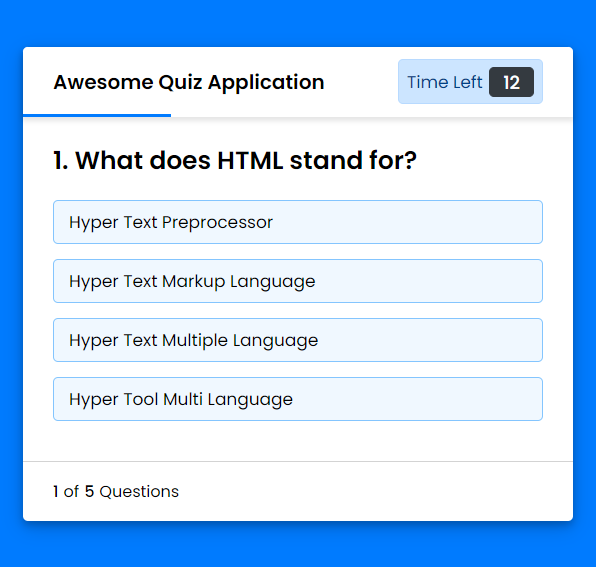 Awesome Quiz Application
Time Left 12
1. What does HTML stand for?
Hyper Text Preprocessor
Hyper Text Markup Language
Hyper Text Multiple Language
Hyper Tool Multi Language
1 of 5 Questions